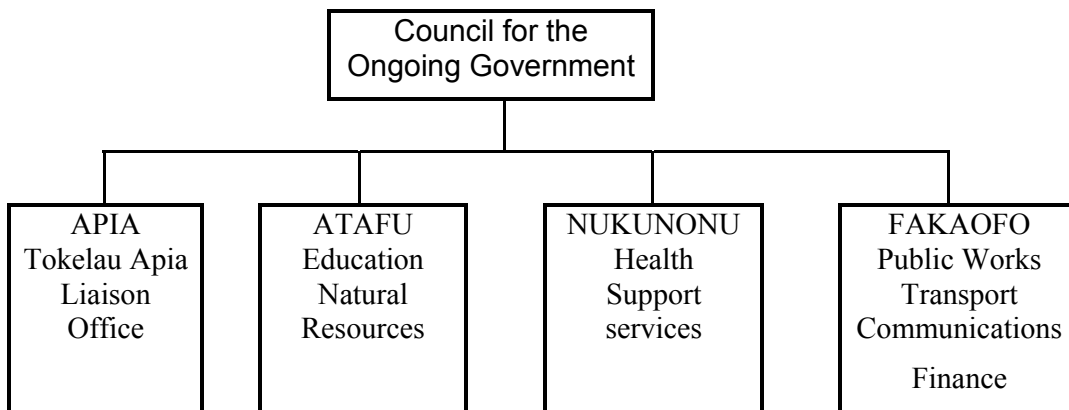 Council for the
Ongoing Government
APIA
Tokelau Apia
Liaison
Office
ATAFU
Education
Natural
Resources
NUKUNONU
Health
Support
services
FAKAOFO
Public Works
Transport
Communications
Finance